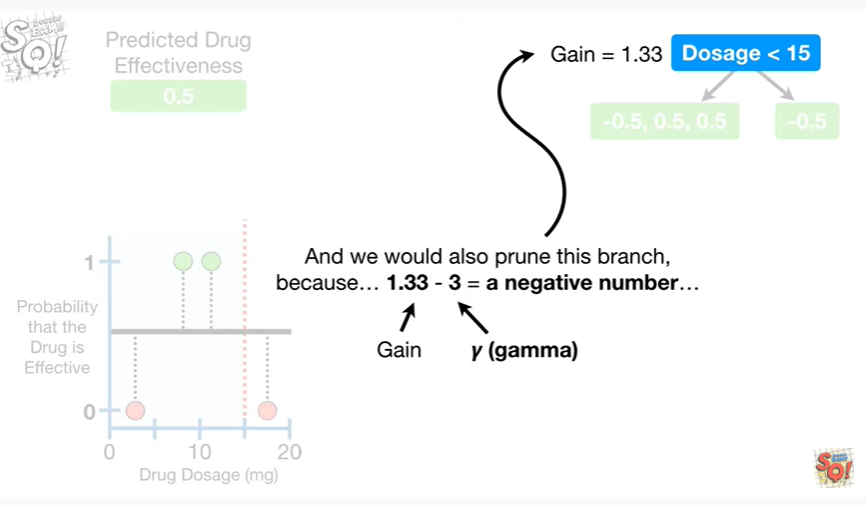 Predicted Drug
Effectiveness
0.5
Gain = 1.33
Dosage < 15
-0.5, 0.5, 0.5
-0.5
And we would also prune this branch,
because… 1.33 - 3 = a negative number…
Gain
γ (gamma)
Probability
that the
Drug is
Effective
1
0
0
10
20
Drug Dosage (mg)
SQ!